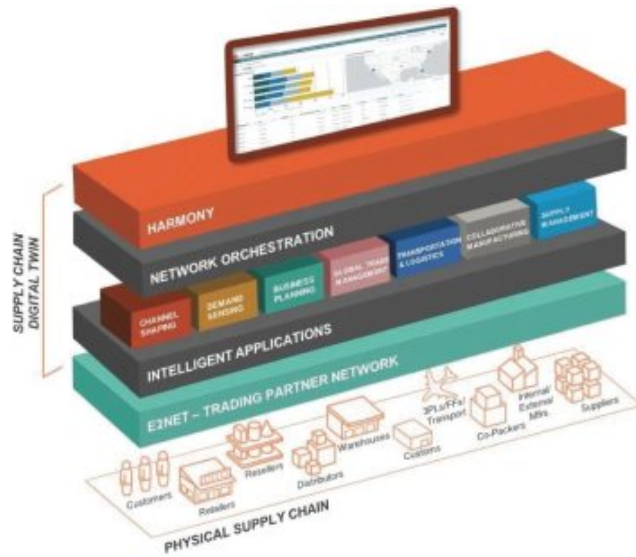 HARMONY
NETWORK ORCHESTRATION
CHANNEL
SHAPING
DEMAND
SENSING
BUSINESS
PLANNING
GLOBAL TRADE
MANAGEMENT
TRANSPORTATION
& LOGISTICS
COLLABORATIVE
MANUFACTURING
SUPPLY
MANAGEMENT
INTELLIGENT APPLICATIONS
E2NET – TRADING PARTNER NETWORK
SUPPLY CHAIN
DIGITAL TWIN
Customers
Retailers
Resellers
Distributors
Warehouses
Customs
3PLs/FFs/
Transport
Co-Packers
Internal/
External
Mfrs
Suppliers
PHYSICAL SUPPLY CHAIN